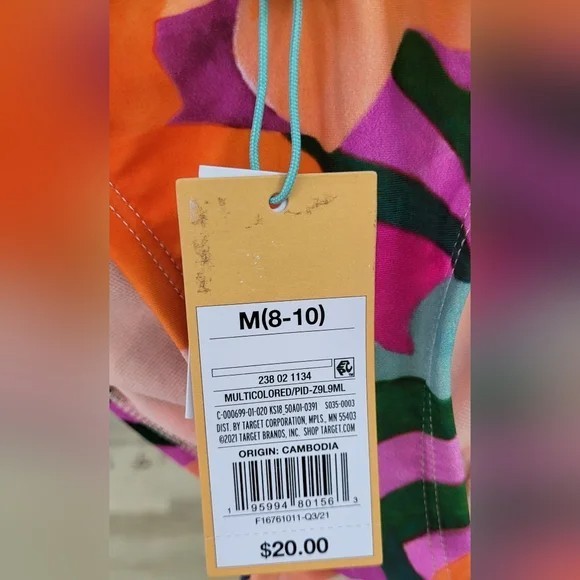 M(8-10)
238 02 1134
MULTICOLORED/PID-Z9L9ML
C-000699-01-020 KS18_50A01-0391 S035-0003
DIST. BY TARGET CORPORATION, MPLS., MN 55403
©2021 TARGET BRANDS, INC. SHOP TARGET.COM
ORIGIN: CAMBODIA
1 95994 80156 3
F16761011-Q3/21
$20.00